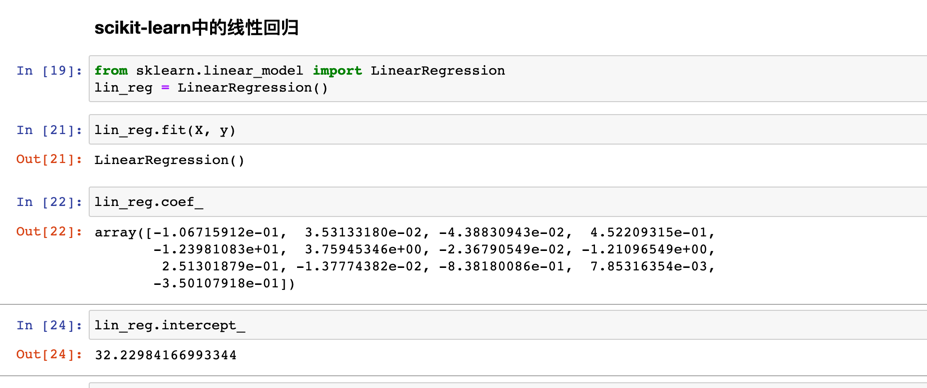 scikit-learn中的线性回归
In [19]: from sklearn.linear_model import LinearRegression
lin_reg = LinearRegression()
In [21]: lin_reg.fit(X, y)
Out[21]: LinearRegression()
In [22]: lin_reg.coef_
Out[22]: array([-1.06715912e-01,  3.53133180e-02, -4.38830943e-02,  4.52209315e-01,
-1.23981083e+01,  3.75945346e+00, -2.36790549e-02, -1.21096549e+00,
2.51301879e-01, -1.37774382e-02, -8.38180086e-01,  7.85316354e-03,
-3.50107918e-01])
In [24]: lin_reg.intercept_
Out[24]: 32.22984166993344